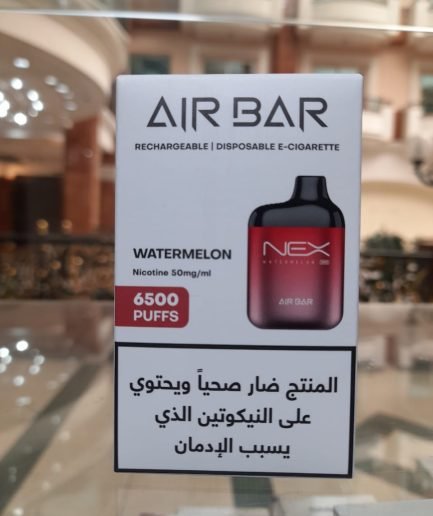 AIR BAR
RECHARGEABLE | DISPOSABLE E-CIGARETTE
WATERMELON
Nicotine 50mg/ml
6500
PUFFS
NEX
WATERMELON
AIR BAR
المنتج ضار صحياً ويحتوي
على النيكوتين الذي
يسبب الإدمان